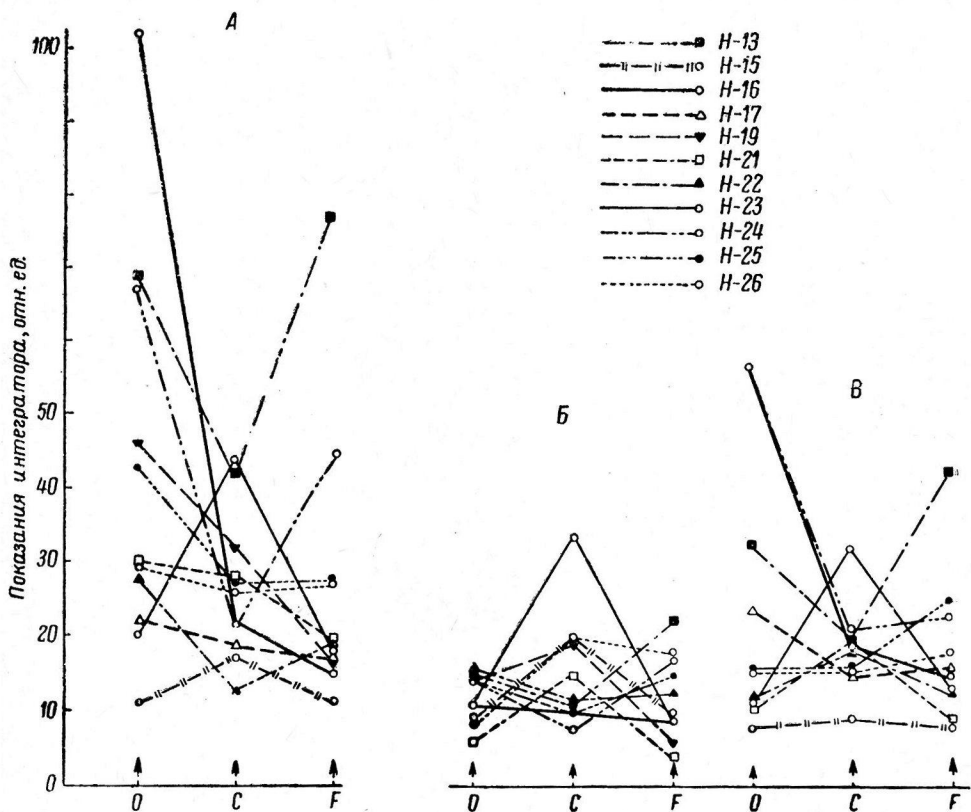 А
100
50
40
30
20
10
0
Показания интегратора, отн. ед.
О С F
Н-13
Н-15
Н-16
Н-17
Н-19
Н-21
Н-22
Н-23
Н-24
Н-25
Н-26
Б
О С F
В
О С F